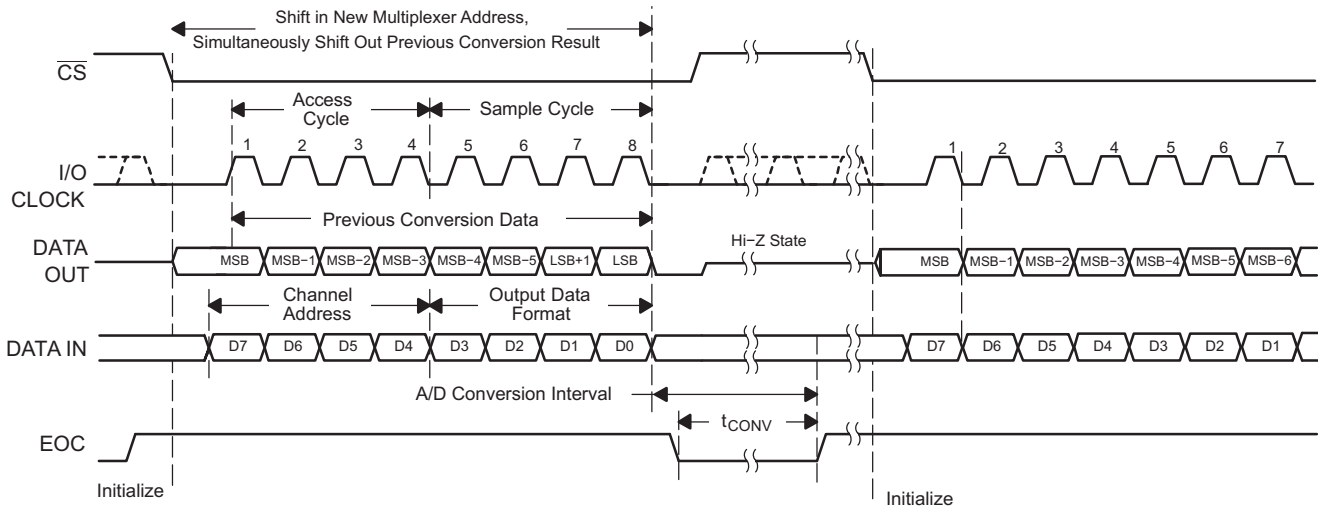 Shift in New Multiplexer Address,
Simultaneously Shift Out Previous Conversion Result
CS
Access
Cycle
Sample Cycle
1 2 3 4 5 6 7 8 1 2 3 4 5 6 7
I/O
CLOCK
Previous Conversion Data
DATA
OUT
MSB MSB−1 MSB−2 MSB−3 MSB−4 MSB−5 LSB+1 LSB
Hi−Z State
MSB MSB−1 MSB−2 MSB−3 MSB−4 MSB−5 MSB−6
Channel
Address
Output Data
Format
DATA IN
D7 D6 D5 D4 D3 D2 D1 D0 D7 D6 D5 D4 D3 D2 D1
A/D Conversion Interval
tCONV
EOC
Initialize
Initialize